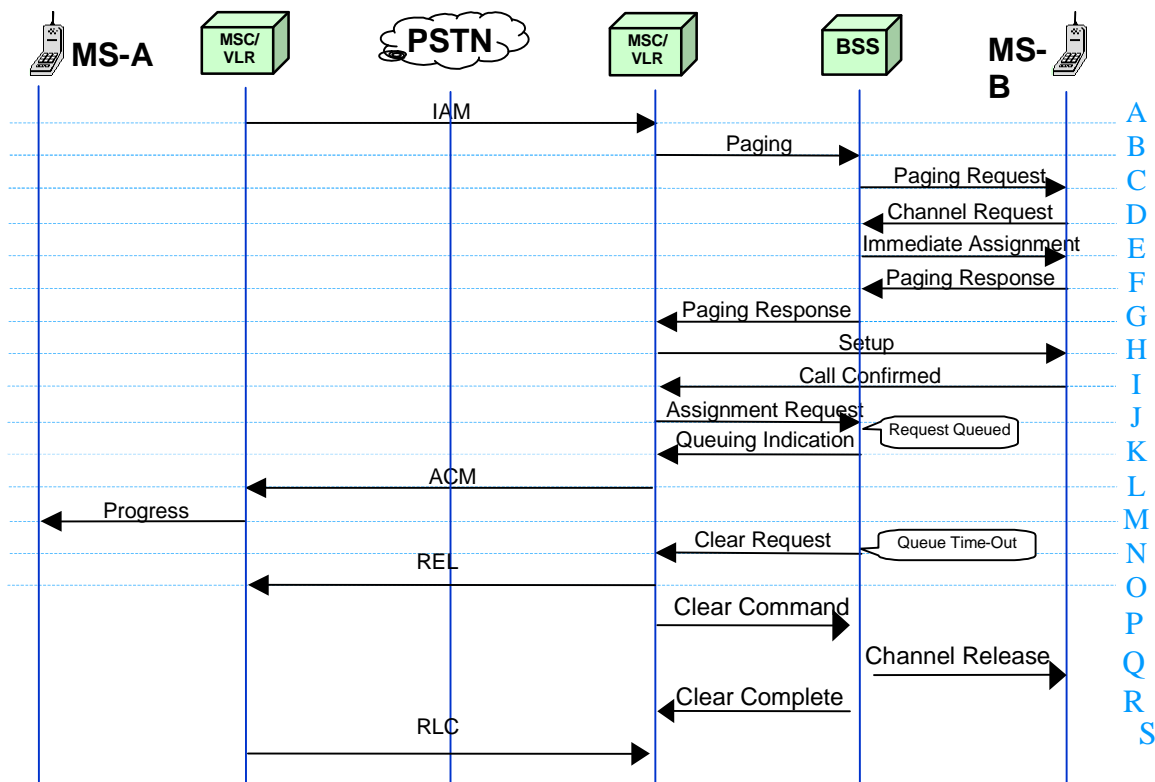 MS-A
MSC/
VLR
PSTN
MSC/
VLR
BSS
MS-
B
IAM
A
Paging
B
Paging Request
C
Channel Request
D
Immediate Assignment
E
Paging Response
F
Paging Response
G
Setup
H
Call Confirmed
I
Assignment Request
J
Request Queued
Queuing Indication
K
ACM
L
Progress
M
Clear Request
Queue Time-Out
N
REL
O
Clear Command
P
Channel Release
Q
Clear Complete
R
RLC
S